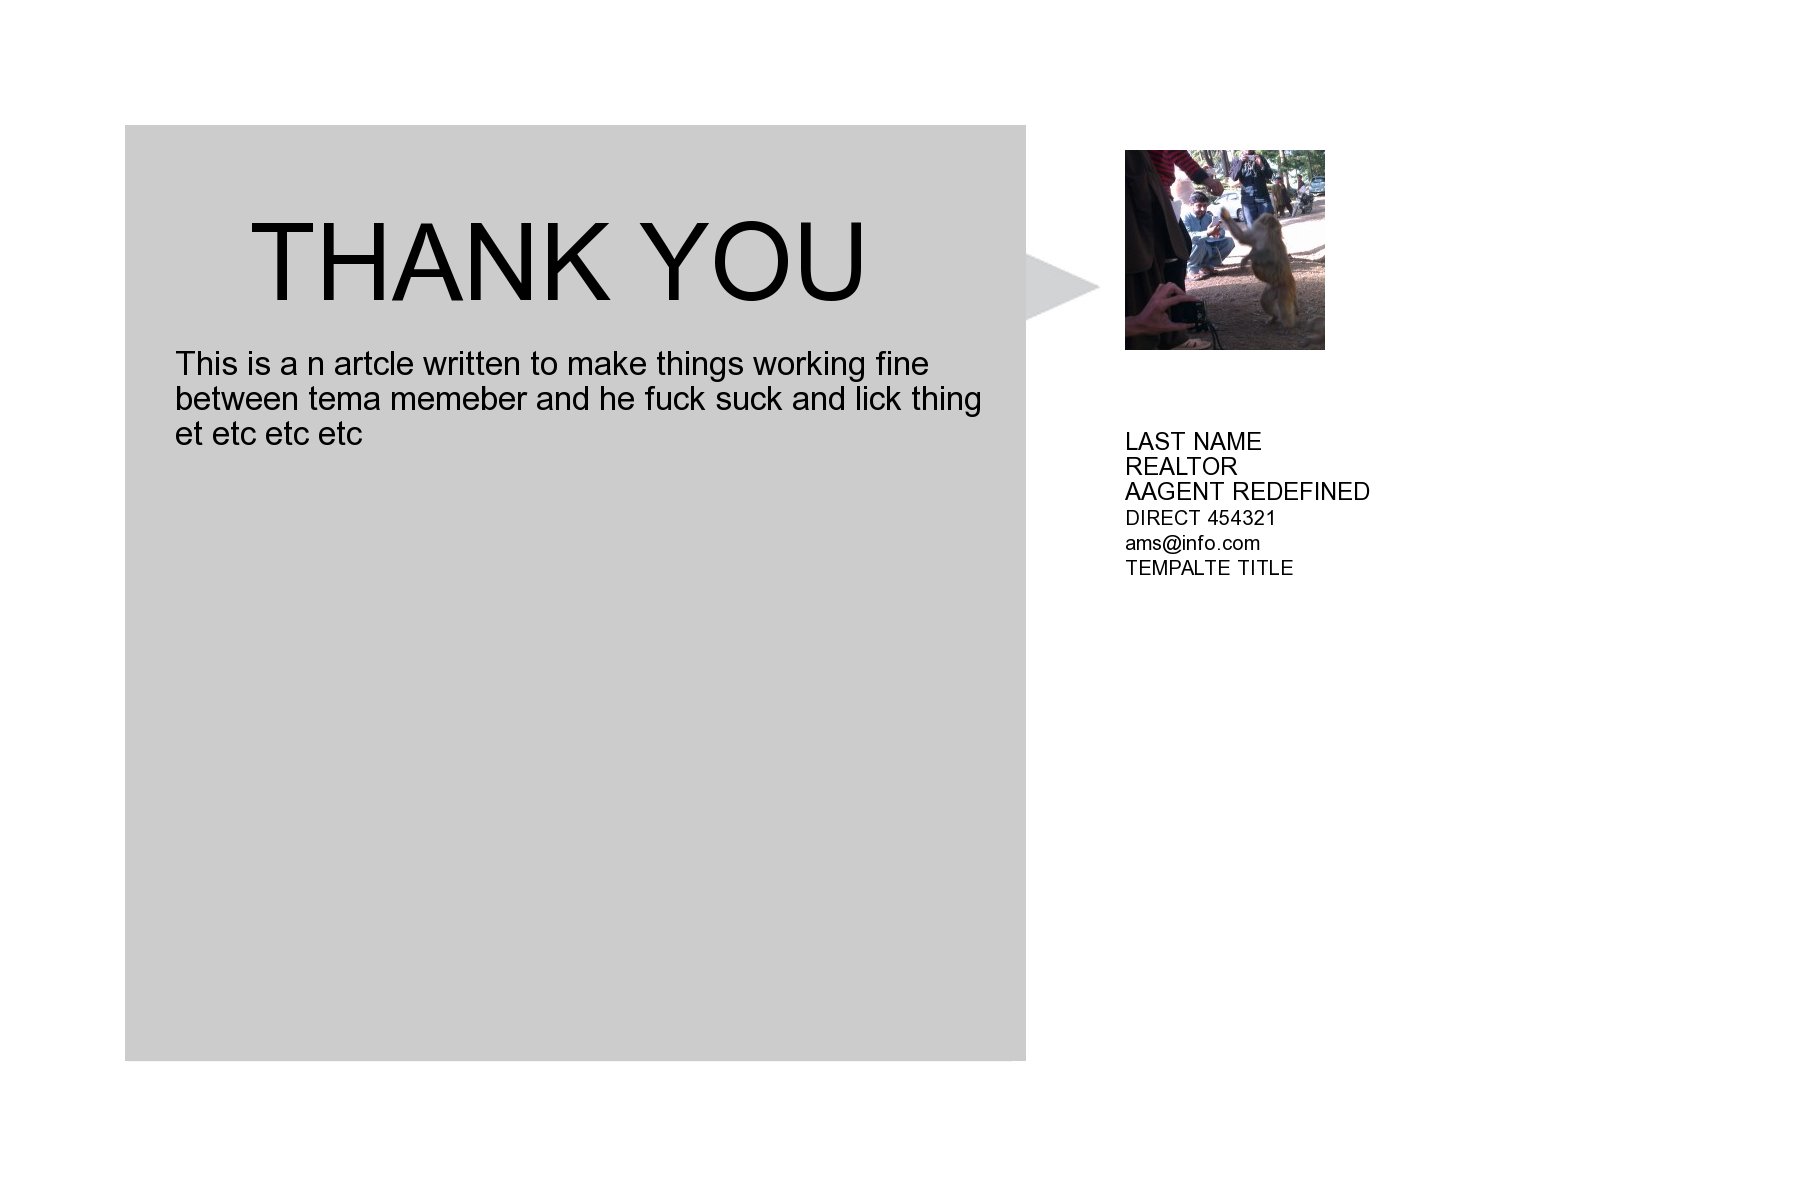 THANK YOU
This is a n artcle written to make things working fine
between tema memeber and he fuck suck and lick thing
et etc etc etc
LAST NAME
REALTOR
AAGENT REDEFINED
DIRECT 454321
ams@info.com
TEMPALTE TITLE